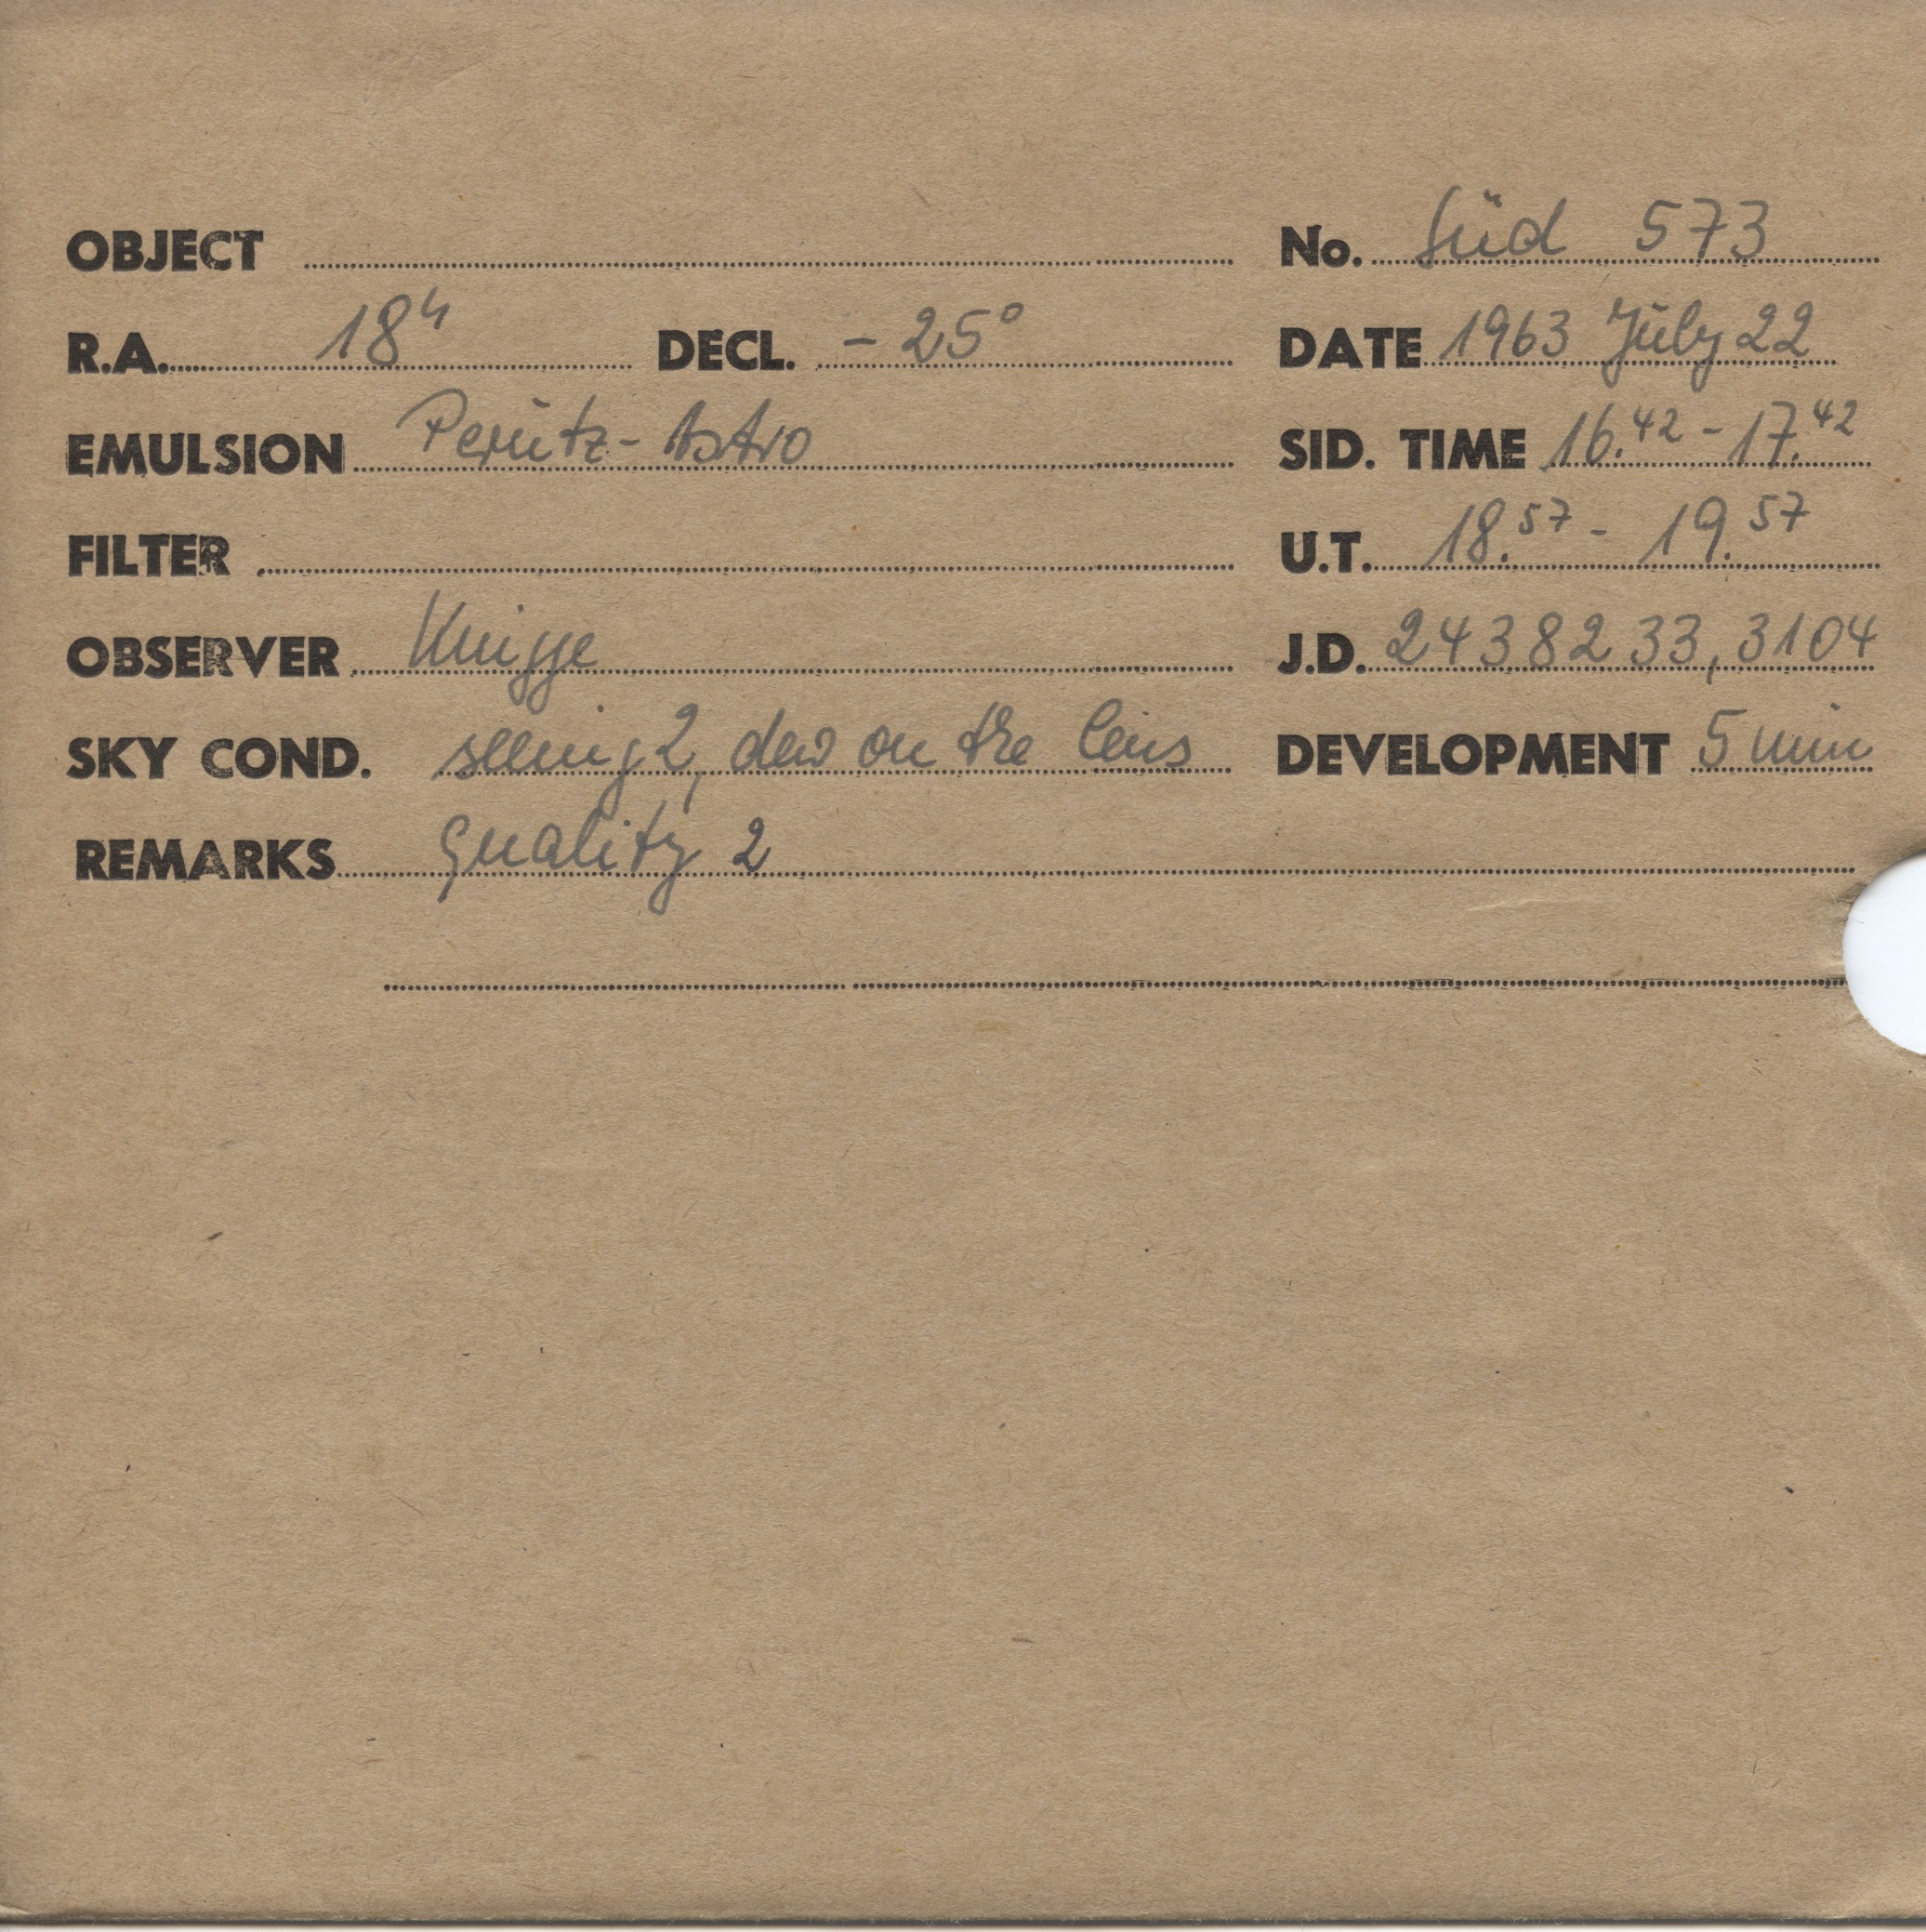 OBJECT No. Süd 573
R.A. 18h DECL. - 25° DATE 1963 July 22
EMULSION Perutz-Astro SID. TIME 16.42 - 17.42
FILTER U.T. 18.57 - 19.57
OBSERVER Knigge J.D. 2438233,3104
SKY COND. seeing 2, dew on the lens DEVELOPMENT 5 min
REMARKS quality 2